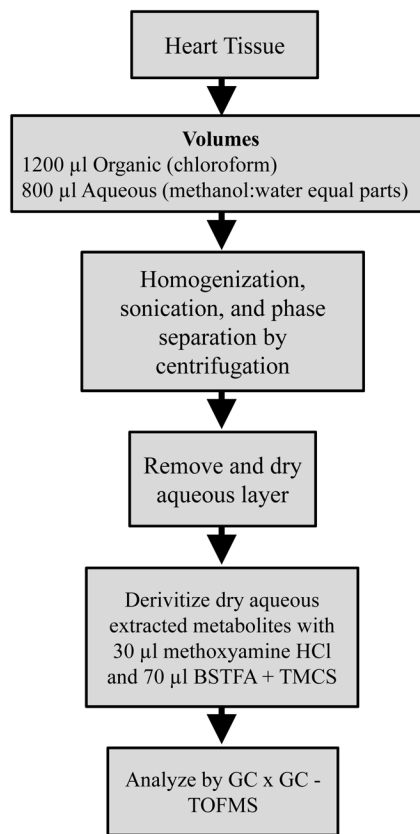 Heart Tissue
Volumes
1200 µl Organic (chloroform)
800 µl Aqueous (methanol:water equal parts)
Homogenization,
sonication, and phase
separation by
centrifugation
Remove and dry
aqueous layer
Derivitize dry aqueous
extracted metabolites with
30 µl methoxyamine HCl
and 70 µl BSTFA + TMCS
Analyze by GC x GC -
TOFMS